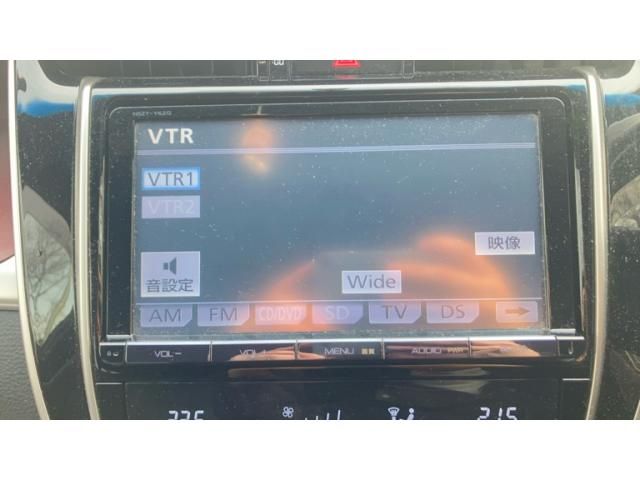 VTR
VTR1
VTR2
映像
音設定
Wide
AM FM CD/DVD SD TV DS
VOL− VOL+ MENU AUDIO